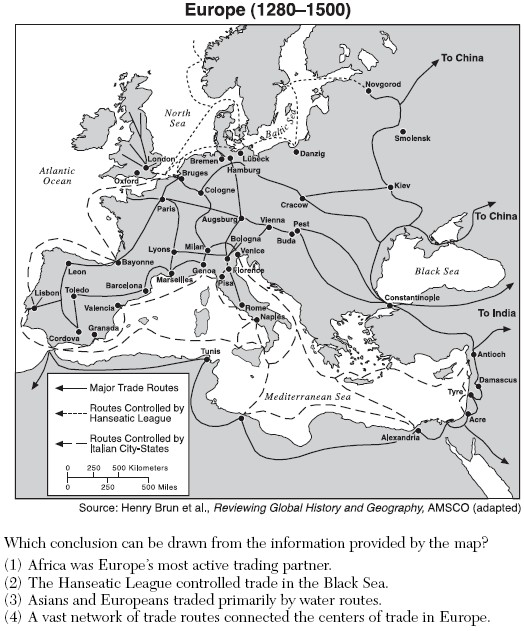 Europe (1280–1500)
To China
Novgorod
North
Sea
Baltic Sea
Smolensk
Danzig
London
Bremen
Lübeck
Hamburg
Atlantic
Ocean
Oxford
Bruges
Cologne
Kiev
Paris
Cracow
To China
Augsburg
Vienna
Pest
Buda
Lyons
Milan
Bologna
Venice
Bayonne
Genoa
Florence
Black Sea
Leon
Marseilles
Pisa
Lisbon
Toledo
Barcelona
Constantinople
Valencia
Rome
Naples
To India
Granada
Cordova
Tunis
Antioch
Major Trade Routes
Damascus
Mediterranean Sea
Tyre
Routes Controlled by
Hanseatic League
Acre
Routes Controlled by
Italian City-States
Alexandria
0 250 500 Kilometers
0 250 500 Miles
Source: Henry Brun et al., Reviewing Global History and Geography, AMSCO (adapted)
Which conclusion can be drawn from the information provided by the map?
(1) Africa was Europe's most active trading partner.
(2) The Hanseatic League controlled trade in the Black Sea.
(3) Asians and Europeans traded primarily by water routes.
(4) A vast network of trade routes connected the centers of trade in Europe.